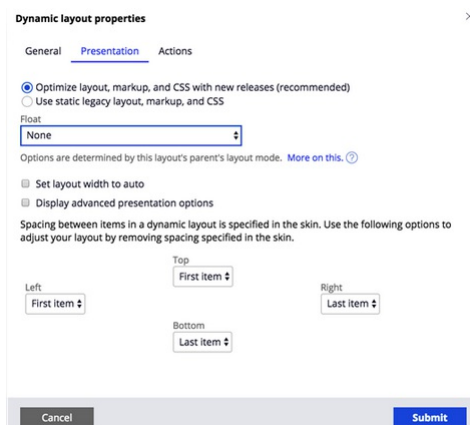 Dynamic layout properties
General Presentation Actions
Optimize layout, markup, and CSS with new releases (recommended)
Use static legacy layout, markup, and CSS
Float
None
Options are determined by this layout's parent's layout mode. More on this. ?
Set layout width to auto
Display advanced presentation options
Spacing between items in a dynamic layout is specified in the skin. Use the following options to
adjust your layout by removing spacing specified in the skin.
Top
First item
Left
First item
Right
Last item
Bottom
Last item
Cancel Submit